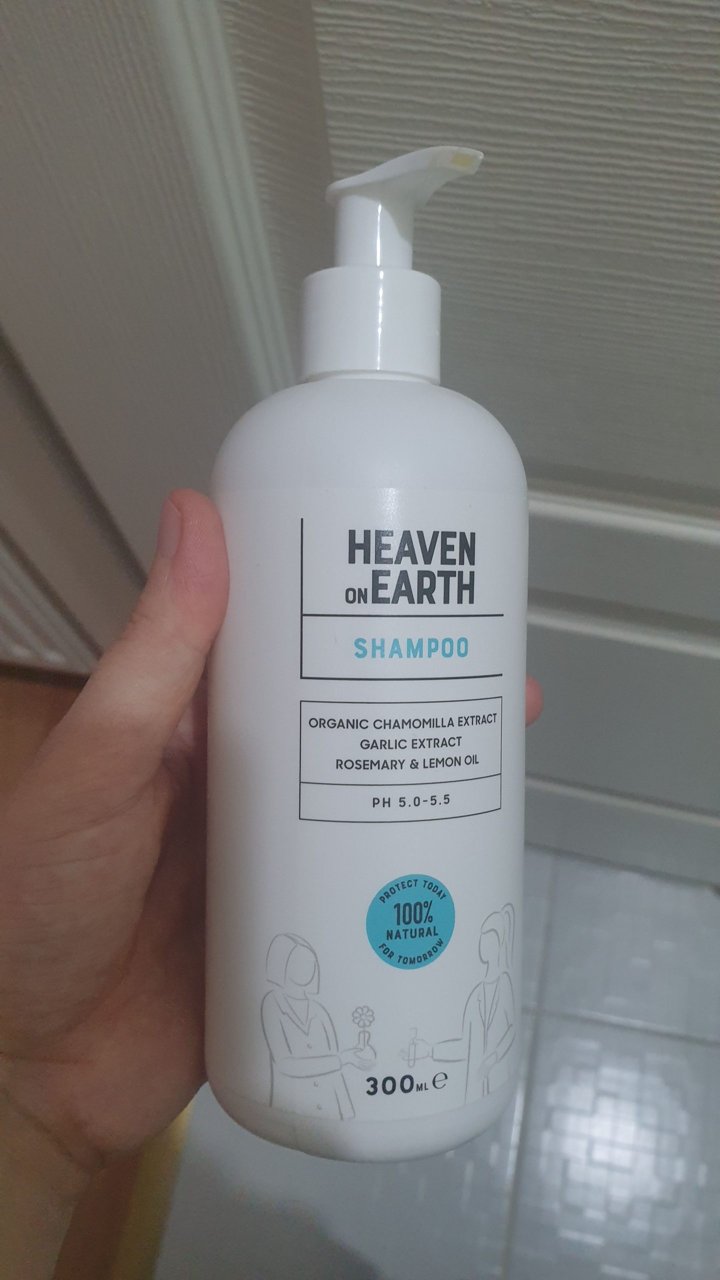 HEAVEN
ON EARTH
SHAMPOO
ORGANIC CHAMOMILLA EXTRACT
GARLIC EXTRACT
ROSEMARY & LEMON OIL
PH 5.0-5.5
PROTECT TODAY
100%
NATURAL
FOR TOMORROW
300ML ℮